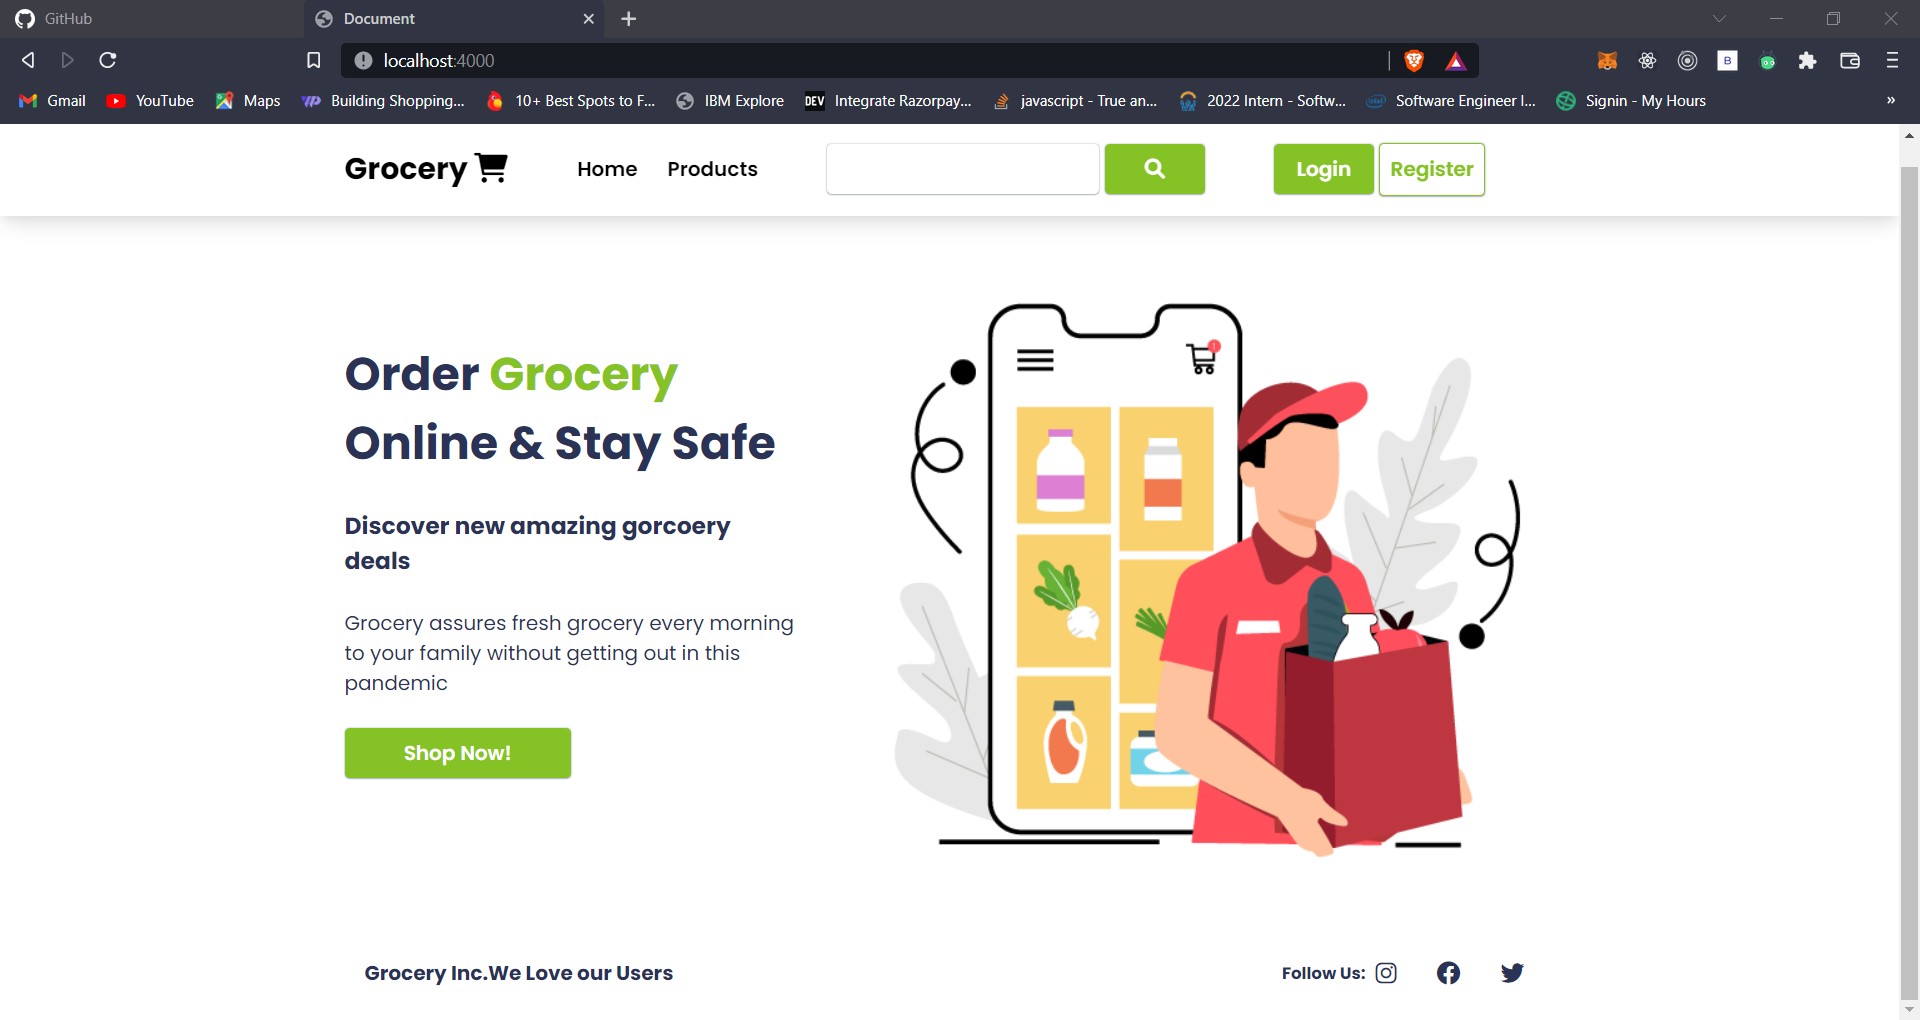 GitHub
Document
localhost:4000
Gmail
YouTube
Maps
Building Shopping...
10+ Best Spots to F...
IBM Explore
DEV Integrate Razorpay...
javascript - True an...
2022 Intern - Softw...
intel Software Engineer I...
Signin - My Hours
»
Grocery
Home
Products
Login
Register
Order Grocery
Online & Stay Safe
Discover new amazing gorcoery
deals
Grocery assures fresh grocery every morning
to your family without getting out in this
pandemic
Shop Now!
1
Grocery Inc.We Love our Users
Follow Us: